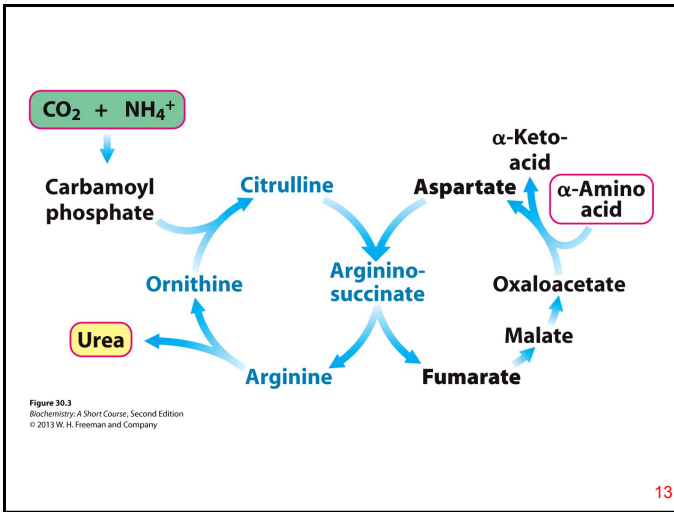 CO₂ + NH₄⁺
α-Keto-
acid
Carbamoyl
phosphate
Citrulline
Aspartate
α-Amino
acid
Ornithine
Arginino-
succinate
Oxaloacetate
Urea
Malate
Arginine
Fumarate
Figure 30.3
Biochemistry: A Short Course, Second Edition
© 2013 W. H. Freeman and Company
13